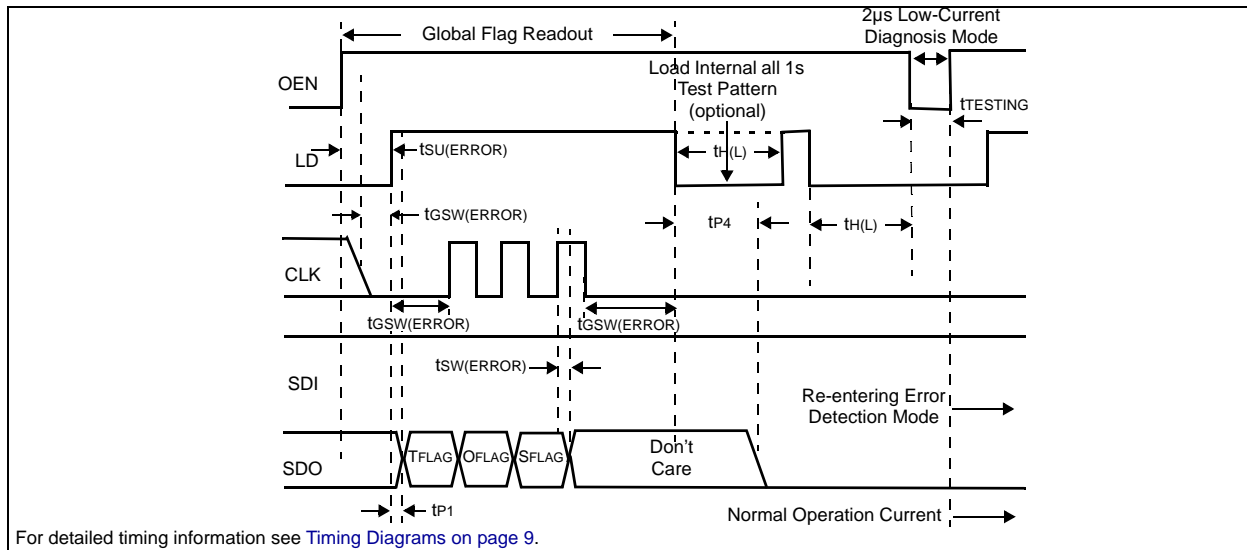 2µs Low-Current
Diagnosis Mode
Global Flag Readout
Load Internal all 1s
Test Pattern
(optional)
OEN
tTESTING
LD
tSU(ERROR)
tH(L)
tGSW(ERROR)
tP4
tH(L)
CLK
tGSW(ERROR)
tGSW(ERROR)
tSW(ERROR)
SDI
Re-entering Error
Detection Mode
SDO
TFLAG
OFLAG
SFLAG
Don't
Care
tP1
Normal Operation Current
For detailed timing information see Timing Diagrams on page 9.